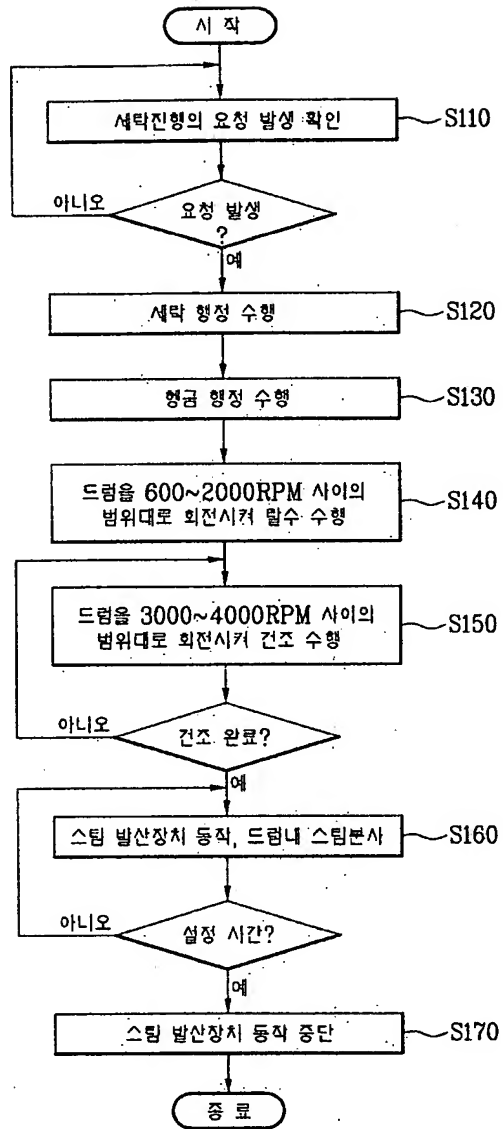 시 작
세탁진행의 요청 발생 확인
S110
아니오
요청 발생
?
예
세탁 행정 수행
S120
헹굼 행정 수행
S130
드럼을 600~2000RPM 사이의
범위대로 회전시켜 탈수 수행
S140
드럼을 3000~4000RPM 사이의
범위대로 회전시켜 건조 수행
S150
아니오
건조 완료?
예
스팀 발산장치 동작, 드럼내 스팀분사
S160
아니오
설정 시간?
예
스팀 발산장치 동작 중단
S170
종 료